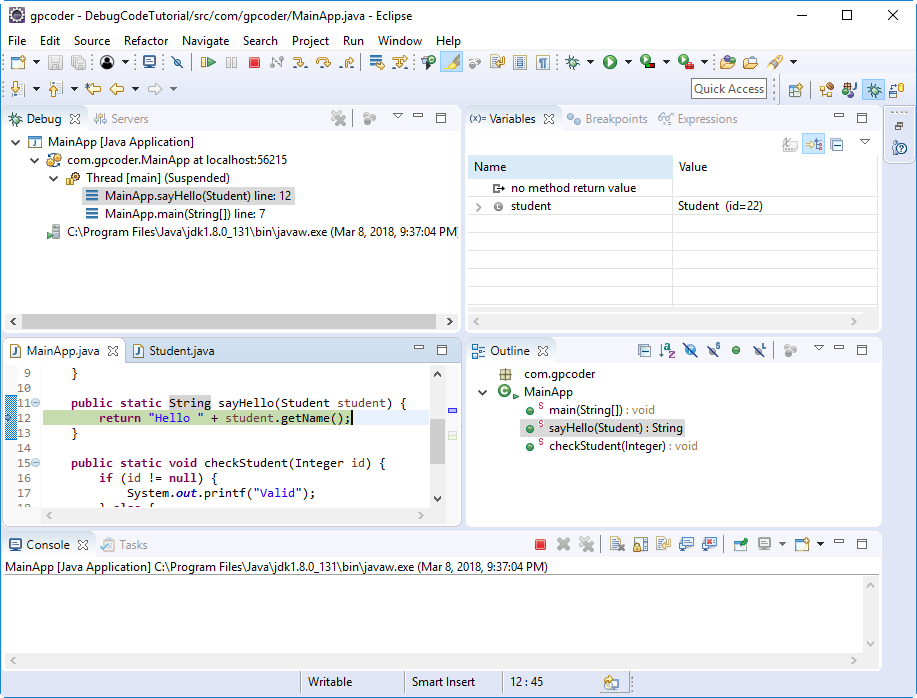 gpcoder - DebugCodeTutorial/src/com/gpcoder/MainApp.java - Eclipse
File Edit Source Refactor Navigate Search Project Run Window Help
Quick Access
Debug Servers
MainApp [Java Application]
com.gpcoder.MainApp at localhost:56215
Thread [main] (Suspended)
MainApp.sayHello(Student) line: 12
MainApp.main(String[]) line: 7
C:\Program Files\Java\jdk1.8.0_131\bin\javaw.exe (Mar 8, 2018, 9:37:04 PM)
(x)= Variables Breakpoints Expressions
Name Value
no method return value
student Student (id=22)
MainApp.java Student.java
9 }
10
11 public static String sayHello(Student student) {
12 return "Hello " + student.getName();
13 }
14
15 public static void checkStudent(Integer id) {
16 if (id != null) {
17 System.out.printf("Valid");
18 } else {
Outline
com.gpcoder
MainApp
main(String[]) : void
sayHello(Student) : String
checkStudent(Integer) : void
Console Tasks
MainApp [Java Application] C:\Program Files\Java\jdk1.8.0_131\bin\javaw.exe (Mar 8, 2018, 9:37:04 PM)
Writable Smart Insert 12 : 45